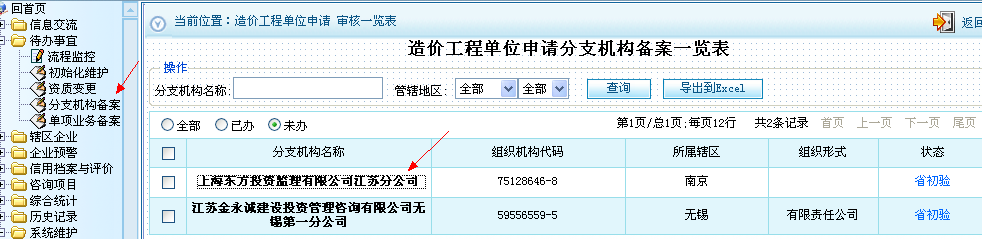 回首页
信息交流
待办事宜
流程监控
初始化维护
资质变更
分支机构备案
单项业务备案
辖区企业
企业预警
信用档案与评价
咨询项目
综合统计
历史记录
系统维护
当前位置：造价工程单位申请 审核一览表
返回
造价工程单位申请分支机构备案一览表
操作
分支机构名称:
管辖地区: 全部 全部 查询 导出到Excel
全部 已办 未办
第1页/总1页;每页12行 共2条记录 首页 上一页 下一页 尾页
分支机构名称 组织机构代码 所属辖区 组织形式 状态
上海东方投资监理有限公司江苏分公司 75128646-8 南京 省初验
江苏金永诚建设投资管理咨询有限公司无锡第一分公司 59556559-5 无锡 有限责任公司 省初验